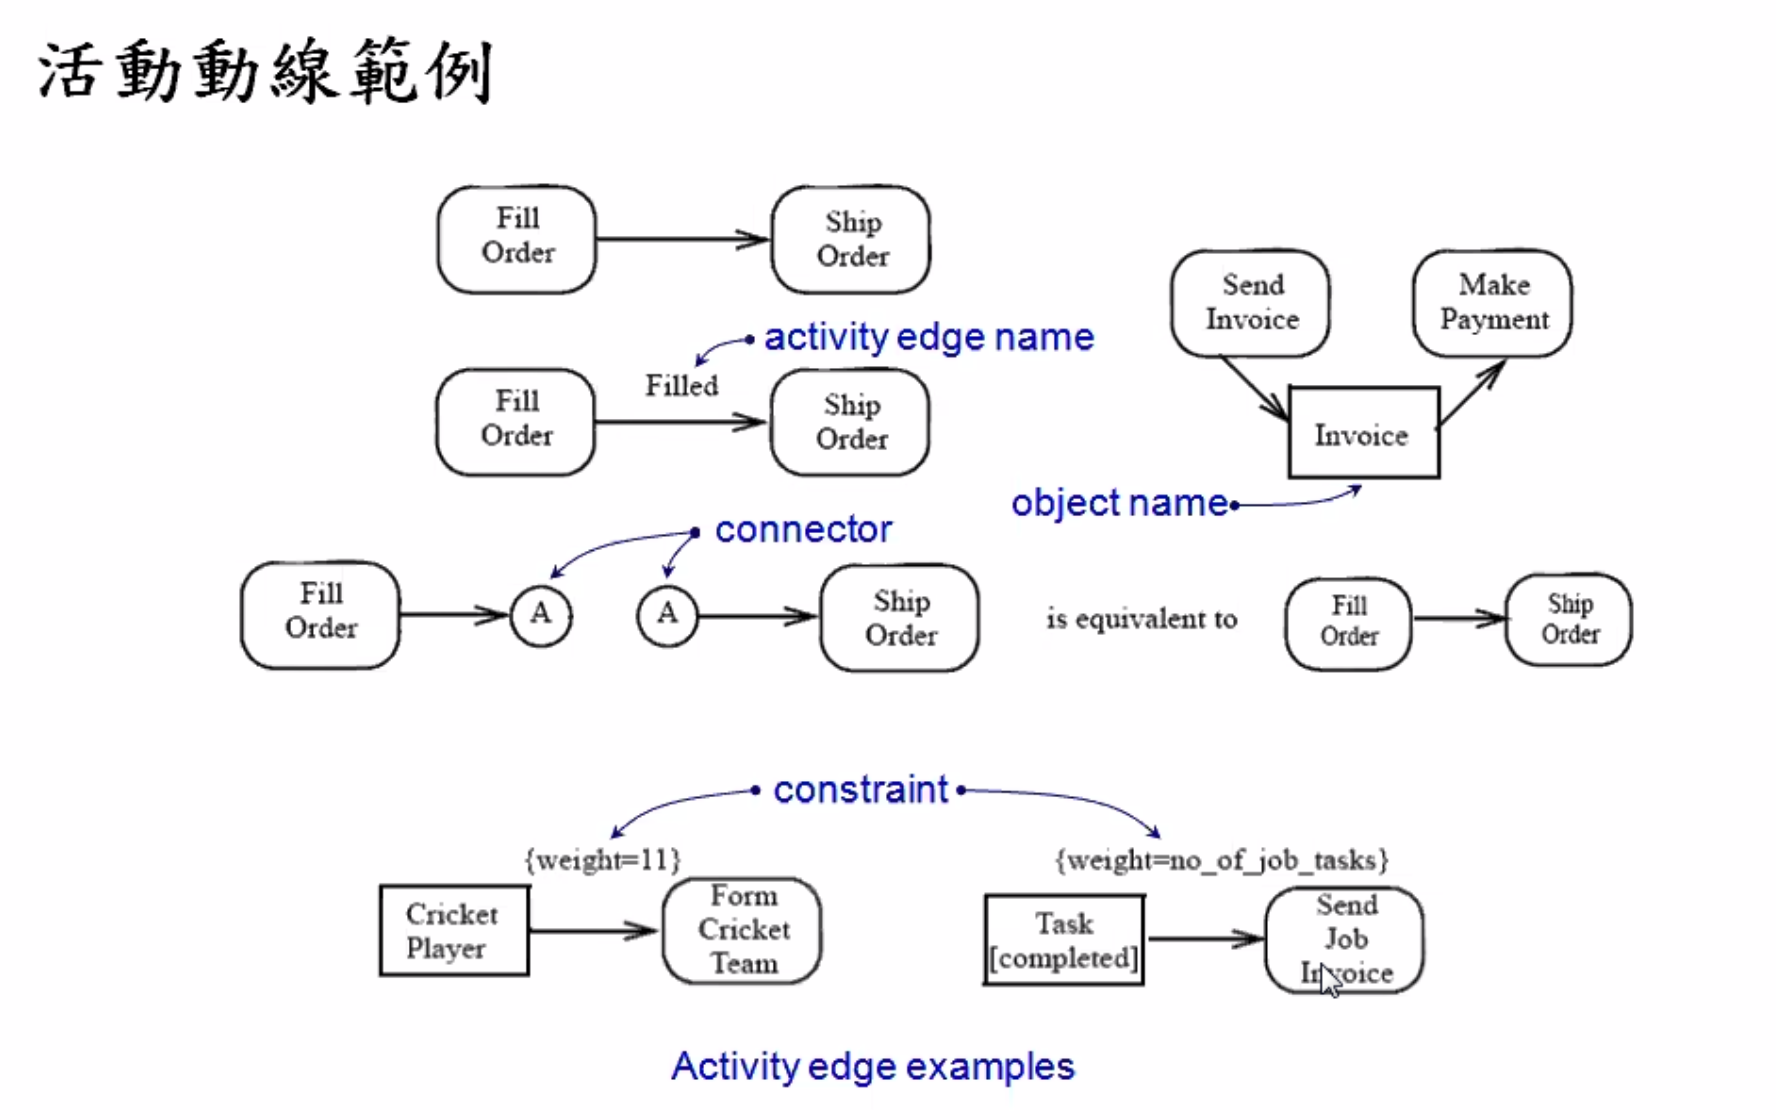 活動動線範例
Fill
Order
Ship
Order
activity edge name
Fill
Order
Filled
Ship
Order
Send
Invoice
Make
Payment
Invoice
object name
connector
Fill
Order
A
A
Ship
Order
is equivalent to
Fill
Order
Ship
Order
constraint
{weight=11}
Cricket
Player
Form
Cricket
Team
{weight=no_of_job_tasks}
Task
[completed]
Send
Job
Invoice
Activity edge examples